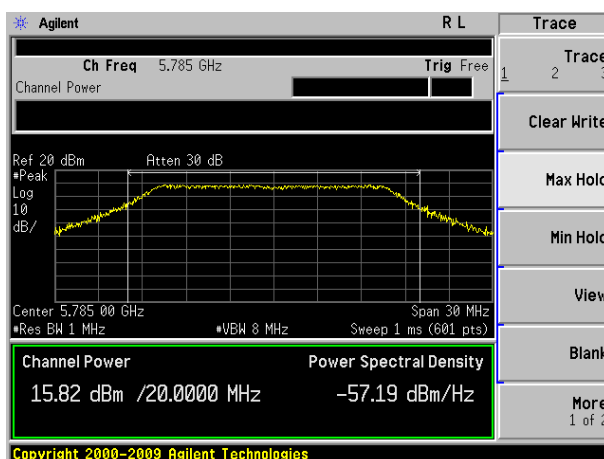 Agilent R L Trace
Ch Freq 5.785 GHz Trig Free
Channel Power
Trace
1 2 3
Clear Write
Max Hold
Min Hold
View
Blank
More
1 of 2
Ref 20 dBm Atten 30 dB
#Peak
Log
10
dB/
Center 5.785 00 GHz Span 30 MHz
#Res BW 1 MHz #VBW 8 MHz Sweep 1 ms (601 pts)
Channel Power Power Spectral Density
15.82 dBm /20.0000 MHz -57.19 dBm/Hz
Copyright 2000-2009 Agilent Technologies